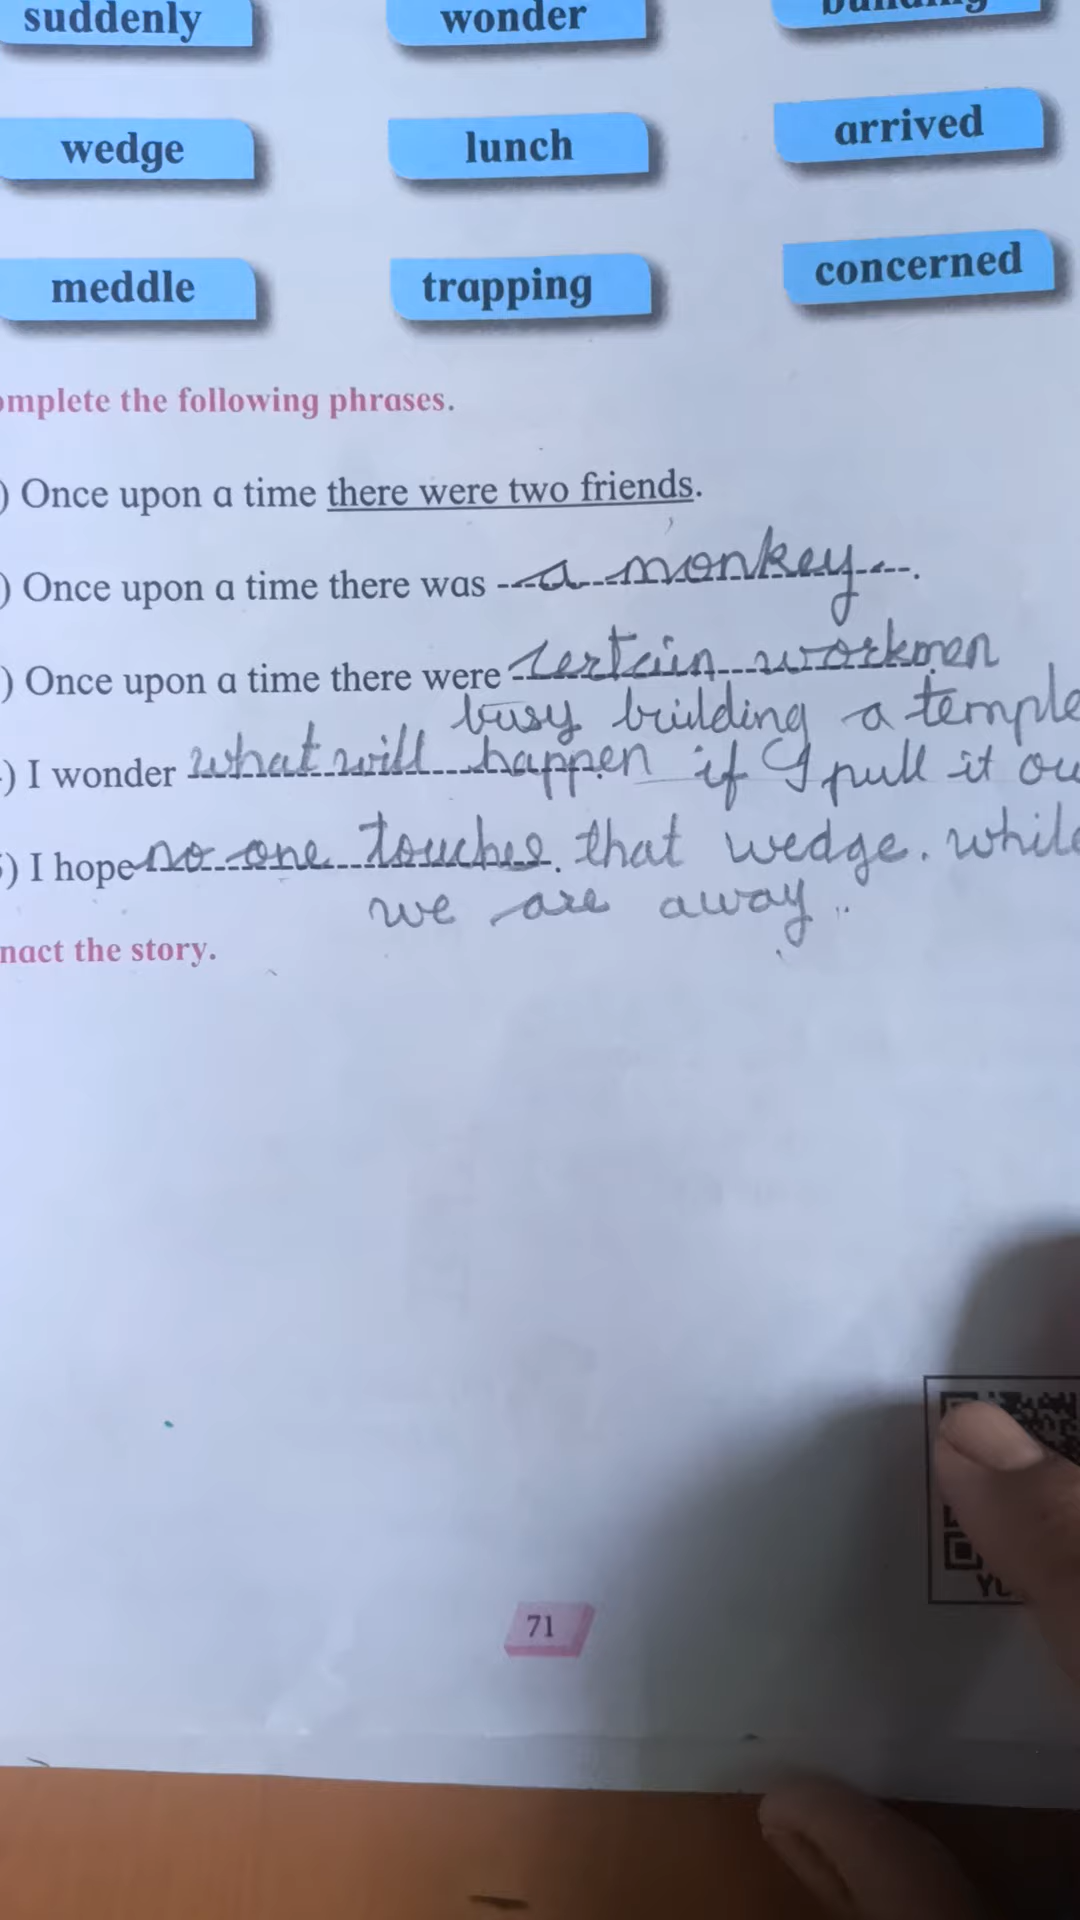 suddenly wonder
wedge lunch arrived
meddle trapping concerned
omplete the following phrases.
) Once upon a time there were two friends.
) Once upon a time there was a monkey.
) Once upon a time there were certain workmen
busy building a temple
) I wonder what will happen if I pull it ou
) I hope no one touches that wedge. while
we are away.
nact the story.
71